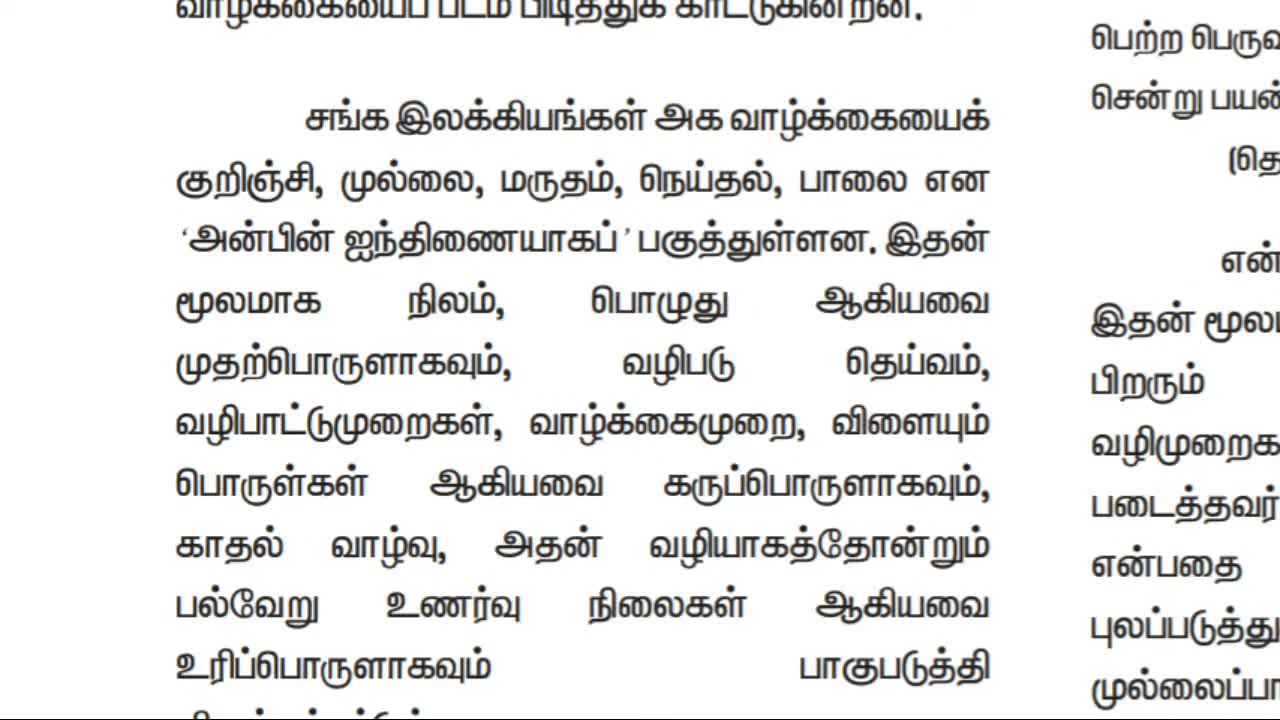 வாழ்க்கையைப் படம் பிடித்துக் காட்டுகின்றன.
சங்க இலக்கியங்கள் அக வாழ்க்கையைக்
குறிஞ்சி, முல்லை, மருதம், நெய்தல், பாலை என
‘அன்பின் ஐந்திணையாகப்’ பகுத்துள்ளன. இதன்
மூலமாக நிலம், பொழுது ஆகியவை
முதற்பொருளாகவும், வழிபடு தெய்வம்,
வழிபாட்டுமுறைகள், வாழ்க்கைமுறை, விளையும்
பொருள்கள் ஆகியவை கருப்பொருளாகவும்,
காதல் வாழ்வு, அதன் வழியாகத்தோன்றும்
பல்வேறு உணர்வு நிலைகள் ஆகியவை
உரிப்பொருளாகவும் பாகுபடுத்தி
பெற்ற
சென்று
இதன்
பிறரும்
என்பதை